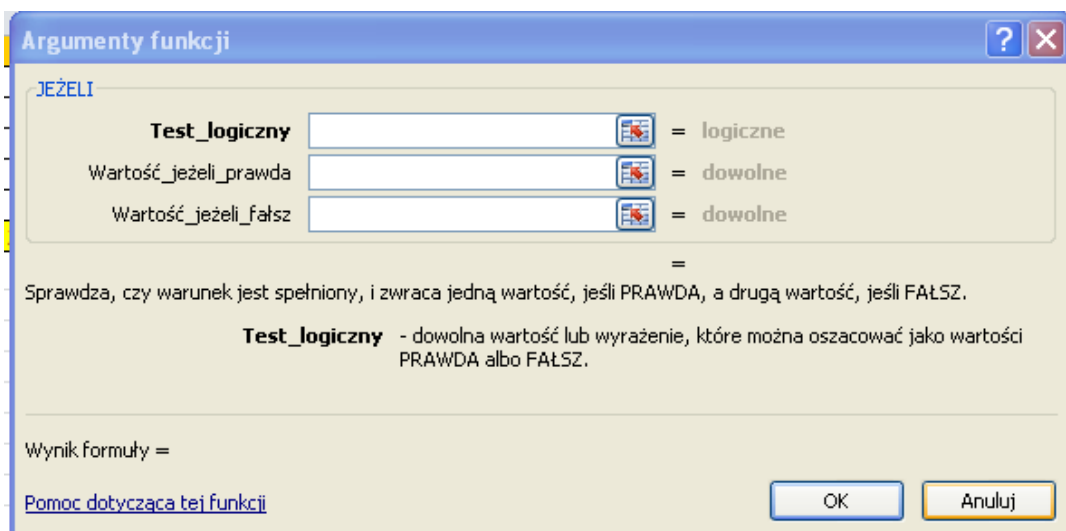 Argumenty funkcji
JEŻELI
Test_logiczny = logiczne
Wartość_jeżeli_prawda = dowolne
Wartość_jeżeli_fałsz = dowolne
=
Sprawdza, czy warunek jest spełniony, i zwraca jedną wartość, jeśli PRAWDA, a drugą wartość, jeśli FAŁSZ.
Test_logiczny - dowolna wartość lub wyrażenie, które można oszacować jako wartości
PRAWDA albo FAŁSZ.
Wynik formuły =
Pomoc dotycząca tej funkcji OK Anuluj